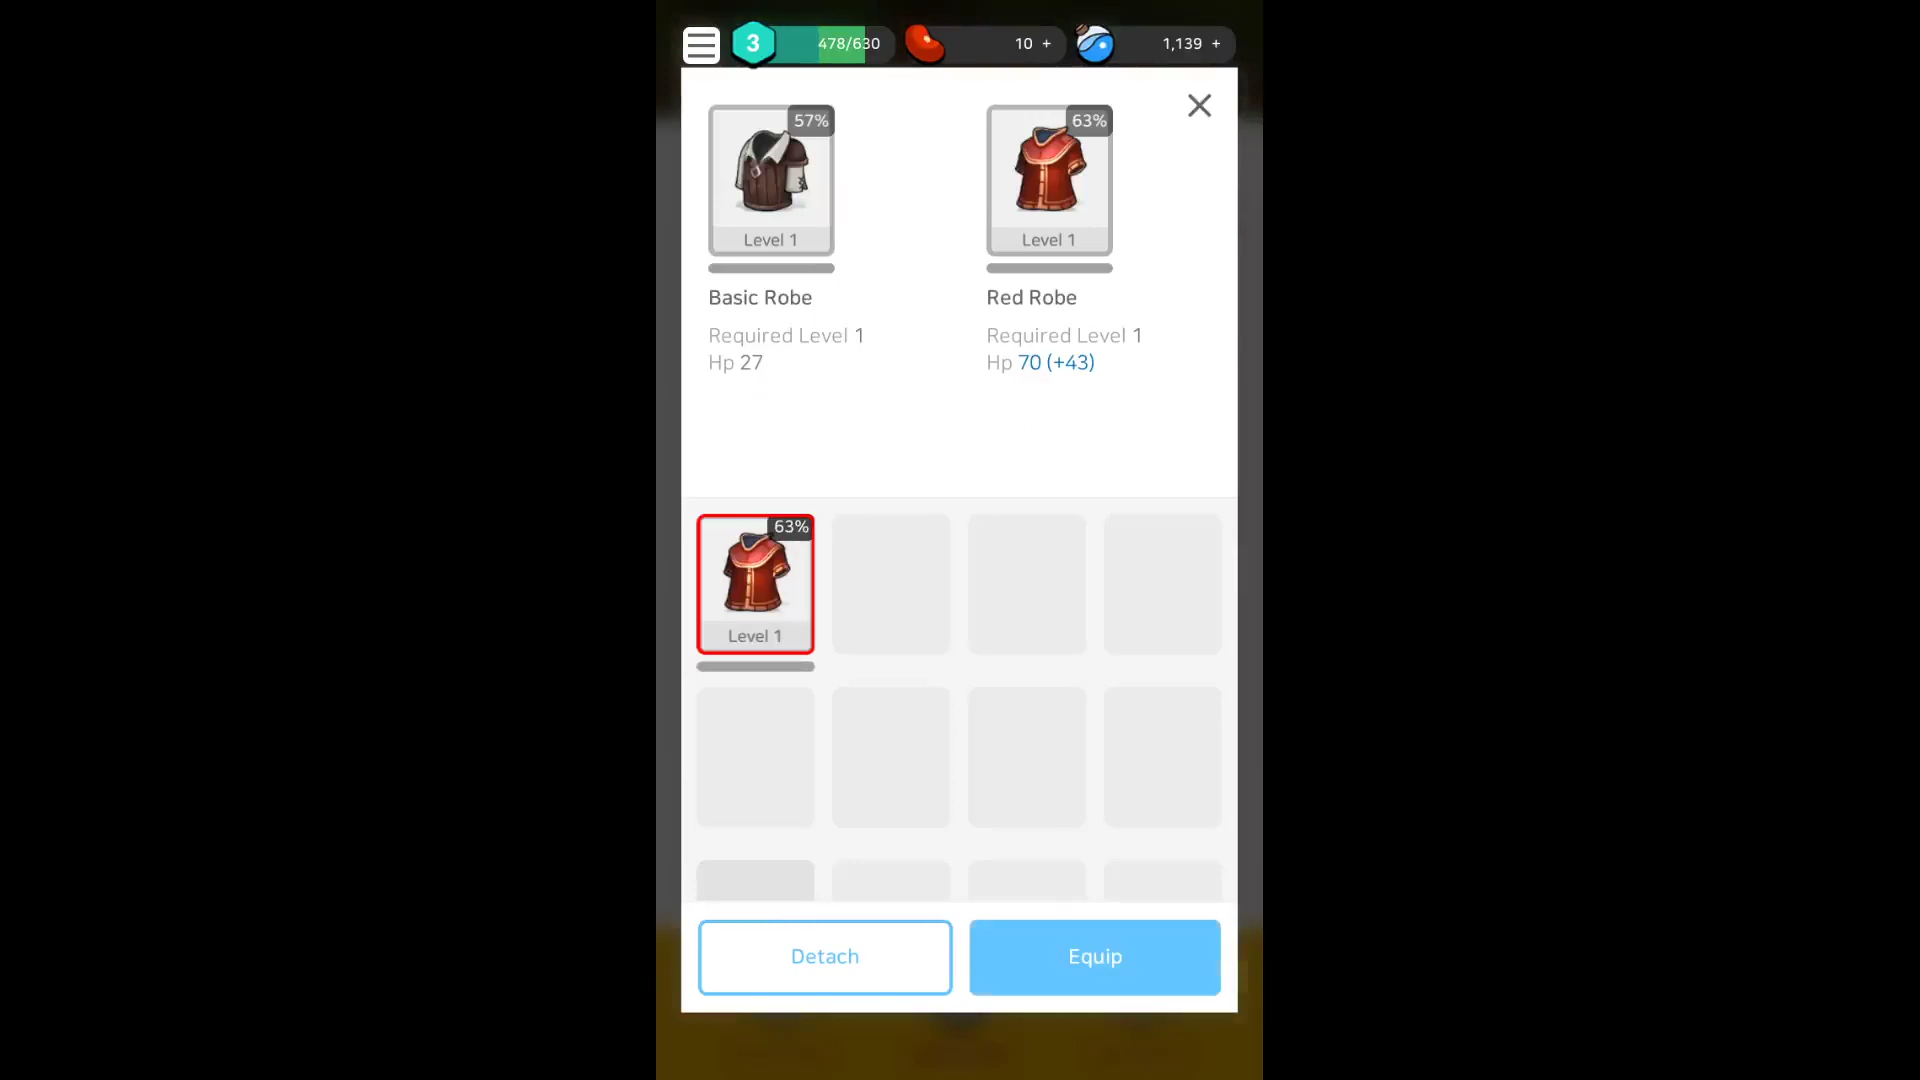 3 478/630 10 + 1,139 +
57% 63%
Level 1 Level 1
Basic Robe Red Robe
Required Level 1 Required Level 1
Hp 27 Hp 70 (+43)
63%
Level 1
Detach Equip